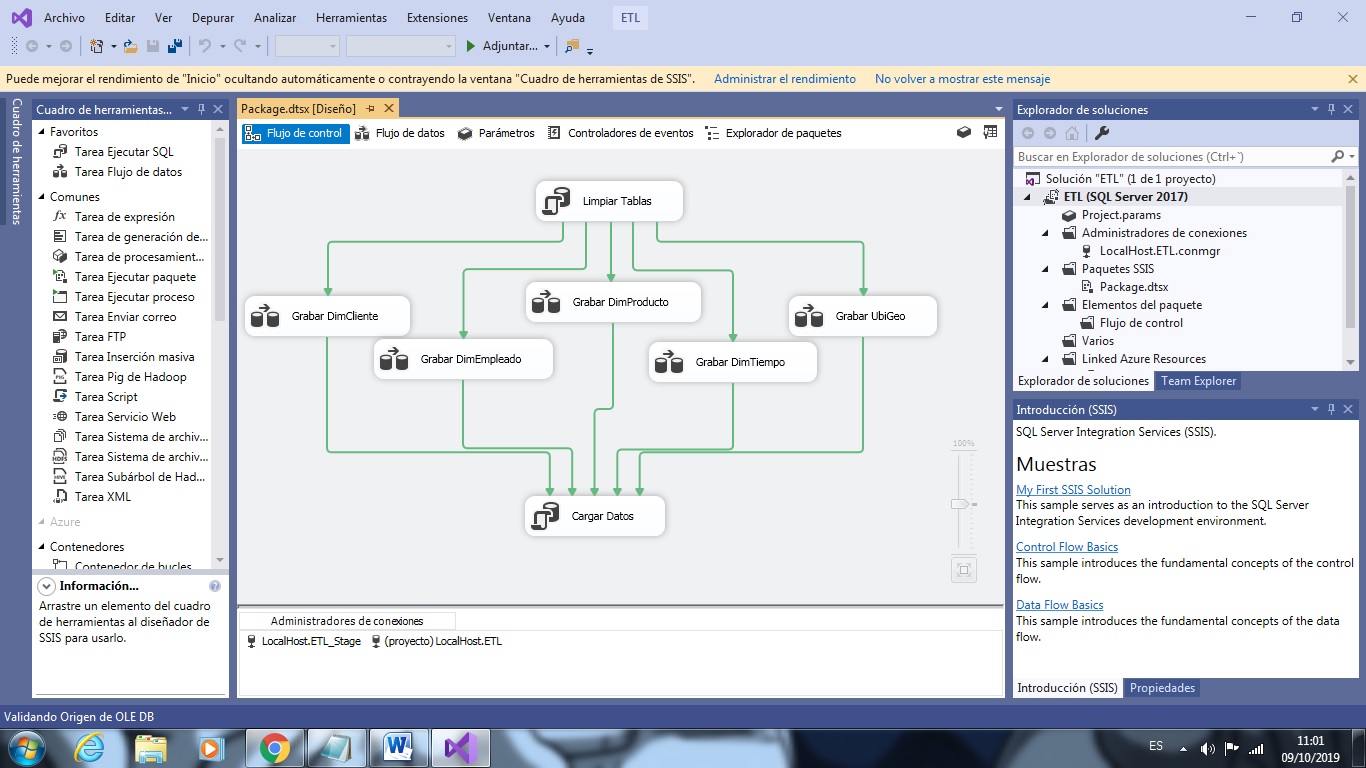 Archivo Editar Ver Depurar Analizar Herramientas Extensiones Ventana Ayuda ETL
Adjuntar...
Puede mejorar el rendimiento de "Inicio" ocultando automáticamente o contrayendo la ventana "Cuadro de herramientas de SSIS". Administrar el rendimiento No volver a mostrar este mensaje
Cuadro de herramientas
Cuadro de herramientas...
Favoritos
Tarea Ejecutar SQL
Tarea Flujo de datos
Comunes
Tarea de expresión
Tarea de generación de...
Tarea de procesamient...
Tarea Ejecutar paquete
Tarea Ejecutar proceso
Tarea Enviar correo
Tarea FTP
Tarea Inserción masiva
Tarea Pig de Hadoop
Tarea Script
Tarea Servicio Web
Tarea Sistema de archiv...
Tarea Sistema de archiv...
Tarea Subárbol de Had...
Tarea XML
Azure
Contenedores
Contenedor de bucles
Información...
Arrastre un elemento del cuadro
de herramientas al diseñador de
SSIS para usarlo.
Package.dtsx [Diseño]
Flujo de control Flujo de datos Parámetros Controladores de eventos Explorador de paquetes
Limpiar Tablas
Grabar DimCliente
Grabar DimEmpleado
Grabar DimProducto
Grabar DimTiempo
Grabar UbiGeo
Cargar Datos
100%
Administradores de conexiones
LocalHost.ETL_Stage (proyecto) LocalHost.ETL
Explorador de soluciones
Buscar en Explorador de soluciones (Ctrl+`)
Solución "ETL" (1 de 1 proyecto)
ETL (SQL Server 2017)
Project.params
Administradores de conexiones
LocalHost.ETL.conmgr
Paquetes SSIS
Package.dtsx
Elementos del paquete
Flujo de control
Varios
Linked Azure Resources
Explorador de soluciones Team Explorer
Introducción (SSIS)
SQL Server Integration Services (SSIS).
Muestras
My First SSIS Solution
This sample serves as an introduction to the SQL Server
Integration Services development environment.
Control Flow Basics
This sample introduces the fundamental concepts of the control
flow.
Data Flow Basics
This sample introduces the fundamental concepts of the data
flow.
Introducción (SSIS) Propiedades
Validando Origen de OLE DB
ES
11:01
09/10/2019